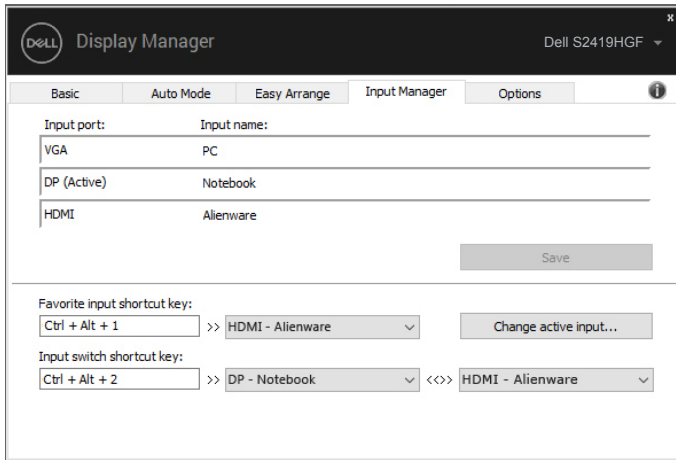 x
DELL Display Manager Dell S2419HGF
Basic Auto Mode Easy Arrange Input Manager Options i
Input port: Input name:
VGA PC
DP (Active) Notebook
HDMI Alienware
Save
Favorite input shortcut key:
Ctrl + Alt + 1 >> HDMI - Alienware Change active input...
Input switch shortcut key:
Ctrl + Alt + 2 >> DP - Notebook <<>> HDMI - Alienware